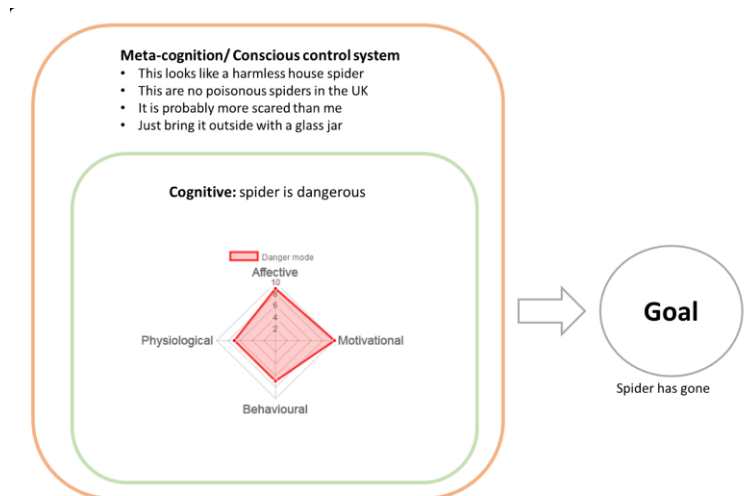 Meta-cognition/ Conscious control system
• This looks like a harmless house spider
• This are no poisonous spiders in the UK
• It is probably more scared than me
• Just bring it outside with a glass jar
Cognitive: spider is dangerous
Danger mode
Affective
10
8
6
4
2
Physiological
Motivational
Behavioural
Goal
Spider has gone